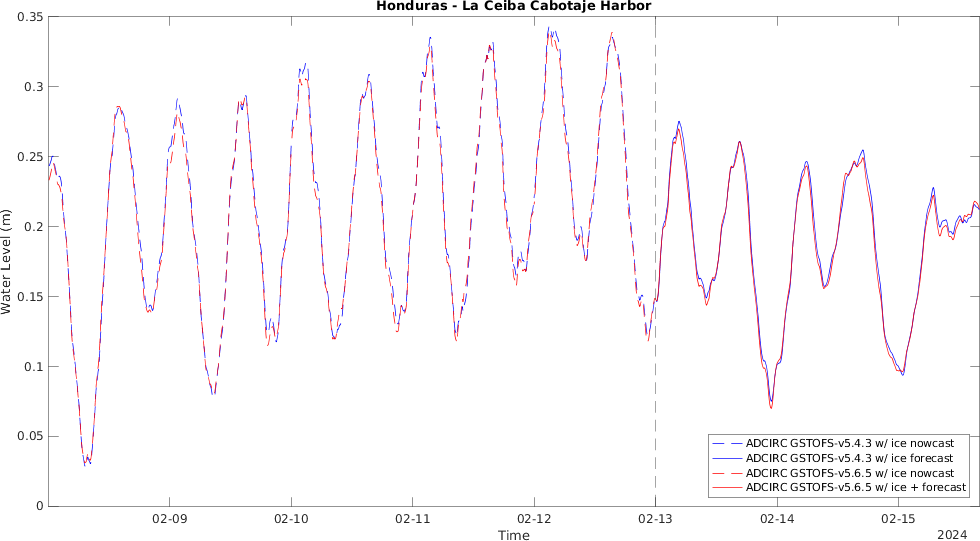 Honduras - La Ceiba Cabotaje Harbor
0.35
0.3
0.25
0.2
0.15
0.1
0.05
0
Water Level (m)
02-09 02-10 02-11 02-12 02-13 02-14 02-15
Time
2024
ADCIRC GSTOFS-v5.4.3 w/ ice nowcast
ADCIRC GSTOFS-v5.4.3 w/ ice forecast
ADCIRC GSTOFS-v5.6.5 w/ ice nowcast
ADCIRC GSTOFS-v5.6.5 w/ ice + forecast